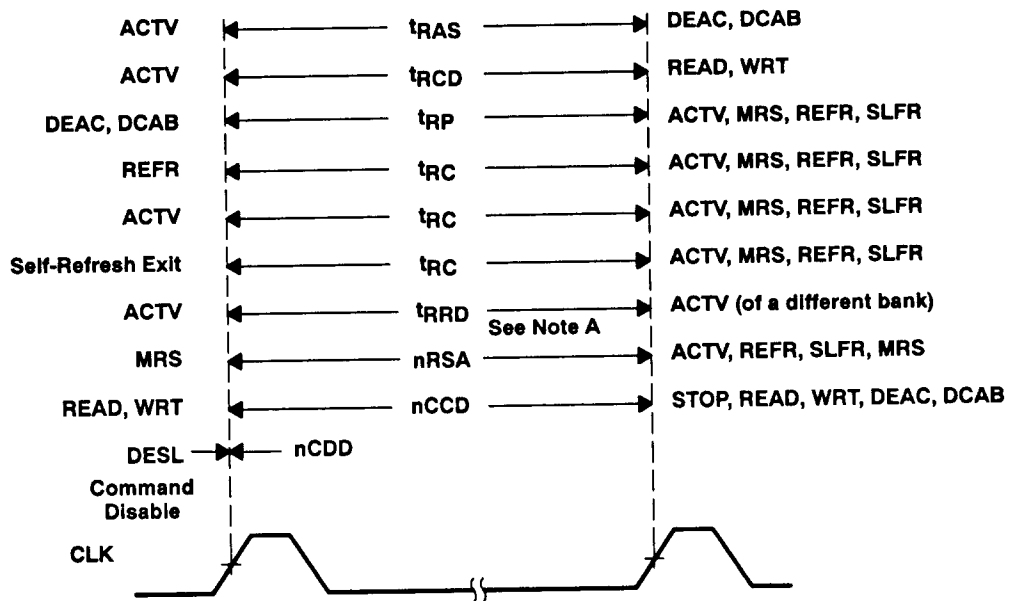 ACTV tRAS DEAC, DCAB
ACTV tRCD READ, WRT
DEAC, DCAB tRP ACTV, MRS, REFR, SLFR
REFR tRC ACTV, MRS, REFR, SLFR
ACTV tRC ACTV, MRS, REFR, SLFR
Self-Refresh Exit tRC ACTV, MRS, REFR, SLFR
ACTV tRRD ACTV (of a different bank)
See Note A
MRS nRSA ACTV, REFR, SLFR, MRS
READ, WRT nCCD STOP, READ, WRT, DEAC, DCAB
DESL nCDD
Command
Disable
CLK